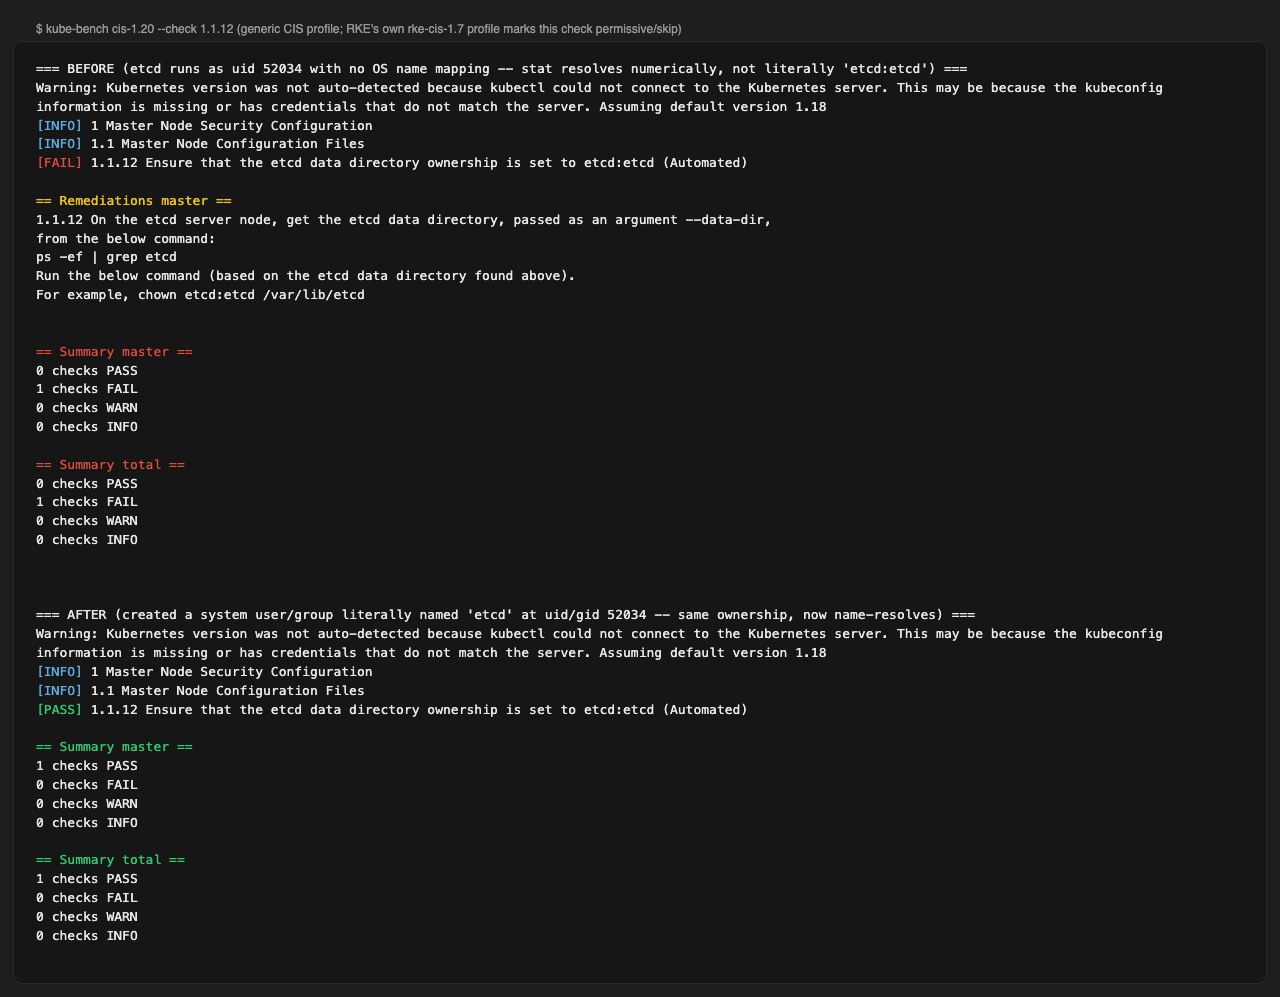 $ kube-bench cis-1.20 --check 1.1.12 (generic CIS profile; RKE's own rke-cis-1.7 profile marks this check permissive/skip)
=== BEFORE (etcd runs as uid 52034 with no OS name mapping -- stat resolves numerically, not literally 'etcd:etcd') ===
Warning: Kubernetes version was not auto-detected because kubectl could not connect to the Kubernetes server. This may be because the kubeconfig
information is missing or has credentials that do not match the server. Assuming default version 1.18
[INFO] 1 Master Node Security Configuration
[INFO] 1.1 Master Node Configuration Files
[FAIL] 1.1.12 Ensure that the etcd data directory ownership is set to etcd:etcd (Automated)
== Remediations master ==
1.1.12 On the etcd server node, get the etcd data directory, passed as an argument --data-dir,
from the below command:
ps -ef | grep etcd
Run the below command (based on the etcd data directory found above).
For example, chown etcd:etcd /var/lib/etcd
== Summary master ==
0 checks PASS
1 checks FAIL
0 checks WARN
0 checks INFO
== Summary total ==
0 checks PASS
1 checks FAIL
0 checks WARN
0 checks INFO
=== AFTER (created a system user/group literally named 'etcd' at uid/gid 52034 -- same ownership, now name-resolves) ===
Warning: Kubernetes version was not auto-detected because kubectl could not connect to the Kubernetes server. This may be because the kubeconfig
information is missing or has credentials that do not match the server. Assuming default version 1.18
[INFO] 1 Master Node Security Configuration
[INFO] 1.1 Master Node Configuration Files
[PASS] 1.1.12 Ensure that the etcd data directory ownership is set to etcd:etcd (Automated)
== Summary master ==
1 checks PASS
0 checks FAIL
0 checks WARN
0 checks INFO
== Summary total ==
1 checks PASS
0 checks FAIL
0 checks WARN
0 checks INFO